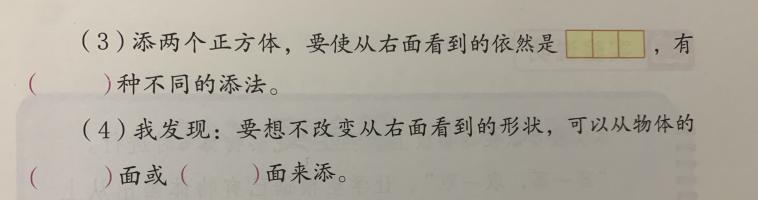 (3)添两个正方体，要使从右面看到的依然是，有
(  )种不同的添法。
(4)我发现：要想不改变从右面看到的形状，可以从物体的
(  )面或(  )面来添。